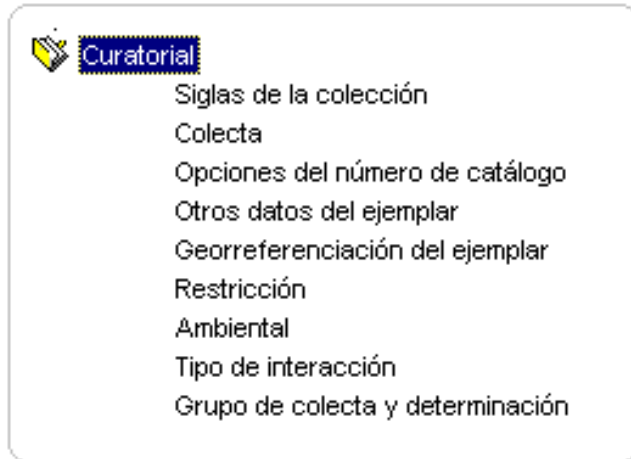 Curatorial
Siglas de la colección
Colecta
Opciones del número de catálogo
Otros datos del ejemplar
Georreferenciación del ejemplar
Restricción
Ambiental
Tipo de interacción
Grupo de colecta y determinación